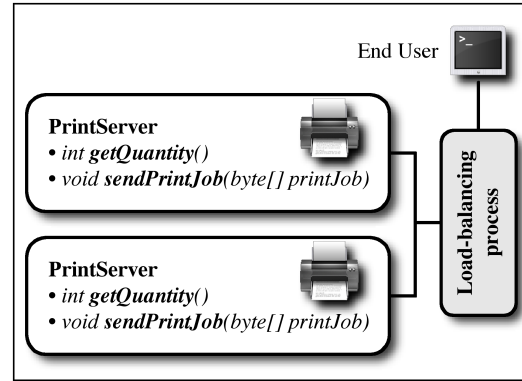 End User
>_
PrintServer
• int getQuantity()
• void sendPrintJob(byte[] printJob)
PrintServer
• int getQuantity()
• void sendPrintJob(byte[] printJob)
Load-balancing
process